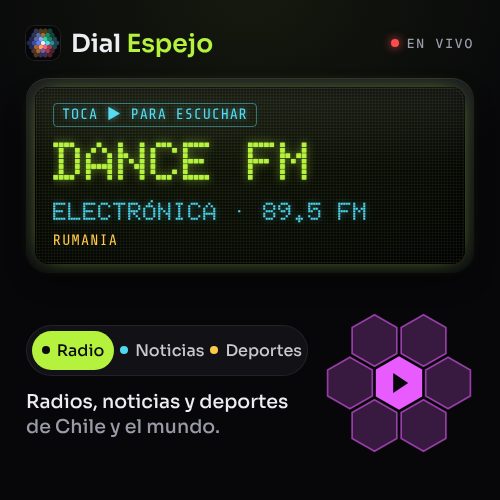 Dial Espejo
EN VIVO
TOCA ▶ PARA ESCUCHAR
DANCE FM
ELECTRÓNICA · 89.5 FM
RUMANIA
Radio
Noticias
Deportes
Radios, noticias y deportes
de Chile y el mundo.